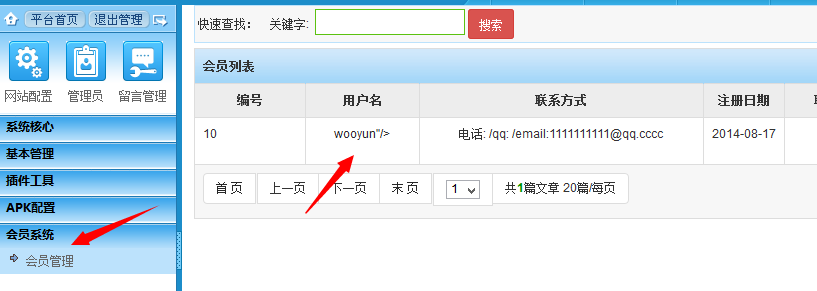 平台首页 退出管理
网站配置 管理员 留言管理
系统核心
基本管理
插件工具
APK配置
会员系统
会员管理
快速查找： 关键字: 搜索
会员列表
编号 用户名 联系方式 注册日期
10 wooyun"/> 电话: /qq: /email:1111111111@qq.cccc 2014-08-17
首 页 上一页 下一页 末 页 1 共1篇文章 20篇/每页